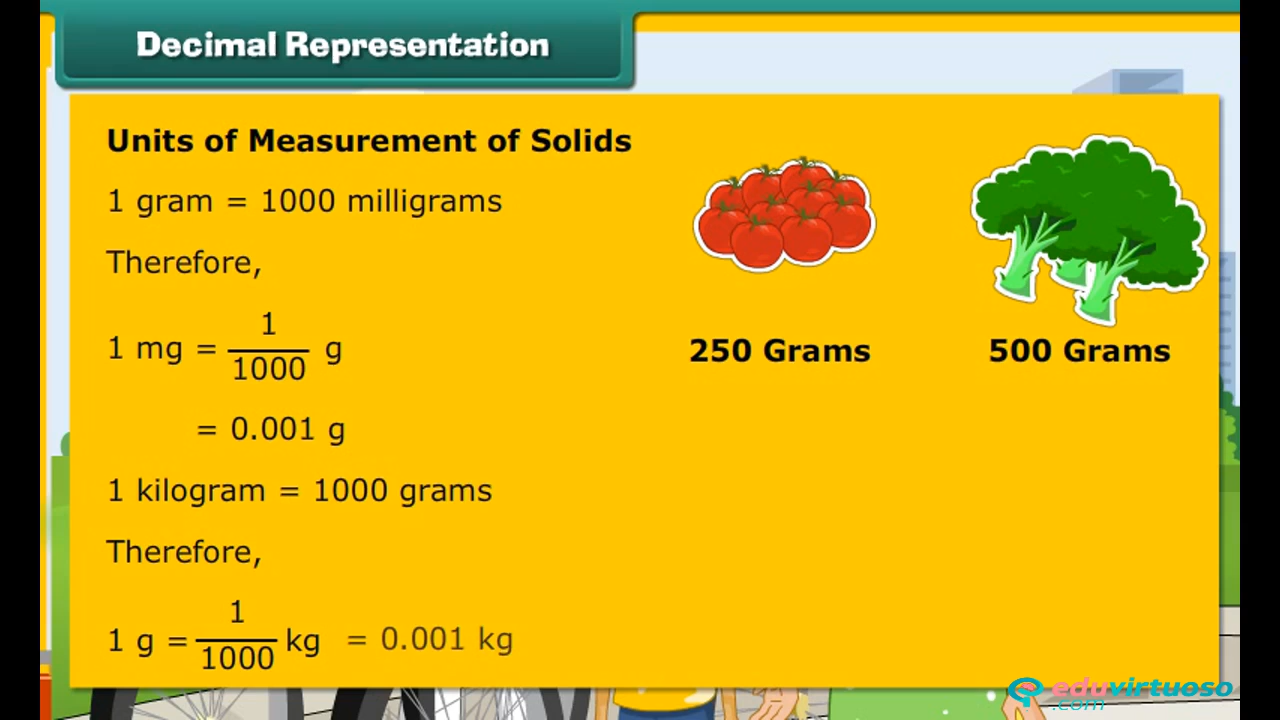 Decimal Representation
Units of Measurement of Solids
1 gram = 1000 milligrams
Therefore,
1 mg = 1/1000 g
= 0.001 g
1 kilogram = 1000 grams
Therefore,
1 g = 1/1000 kg = 0.001 kg
250 Grams
500 Grams
eduvirtuoso
.com